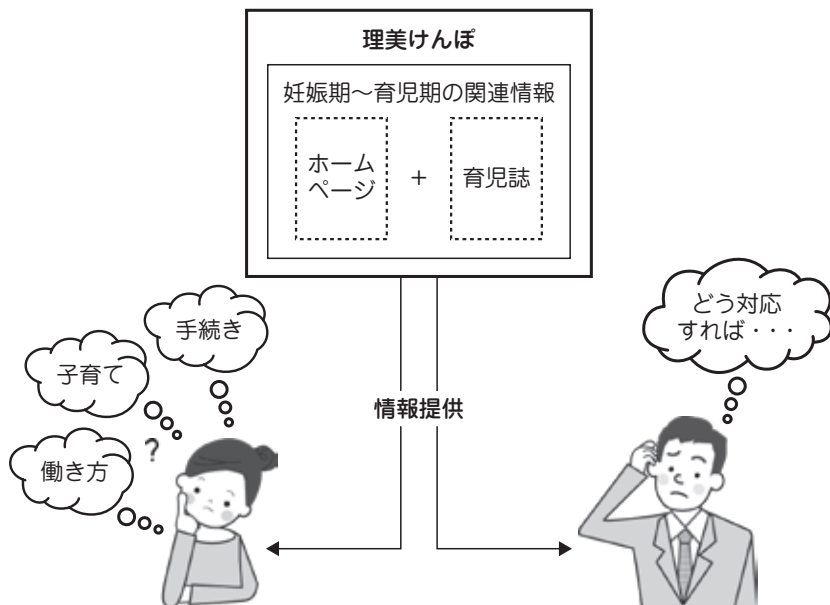 理美けんぽ
妊娠期～育児期の関連情報
ホーム
ページ
+
育児誌
手続き
子育て
働き方
?
情報提供
どう対応
すれば・・・